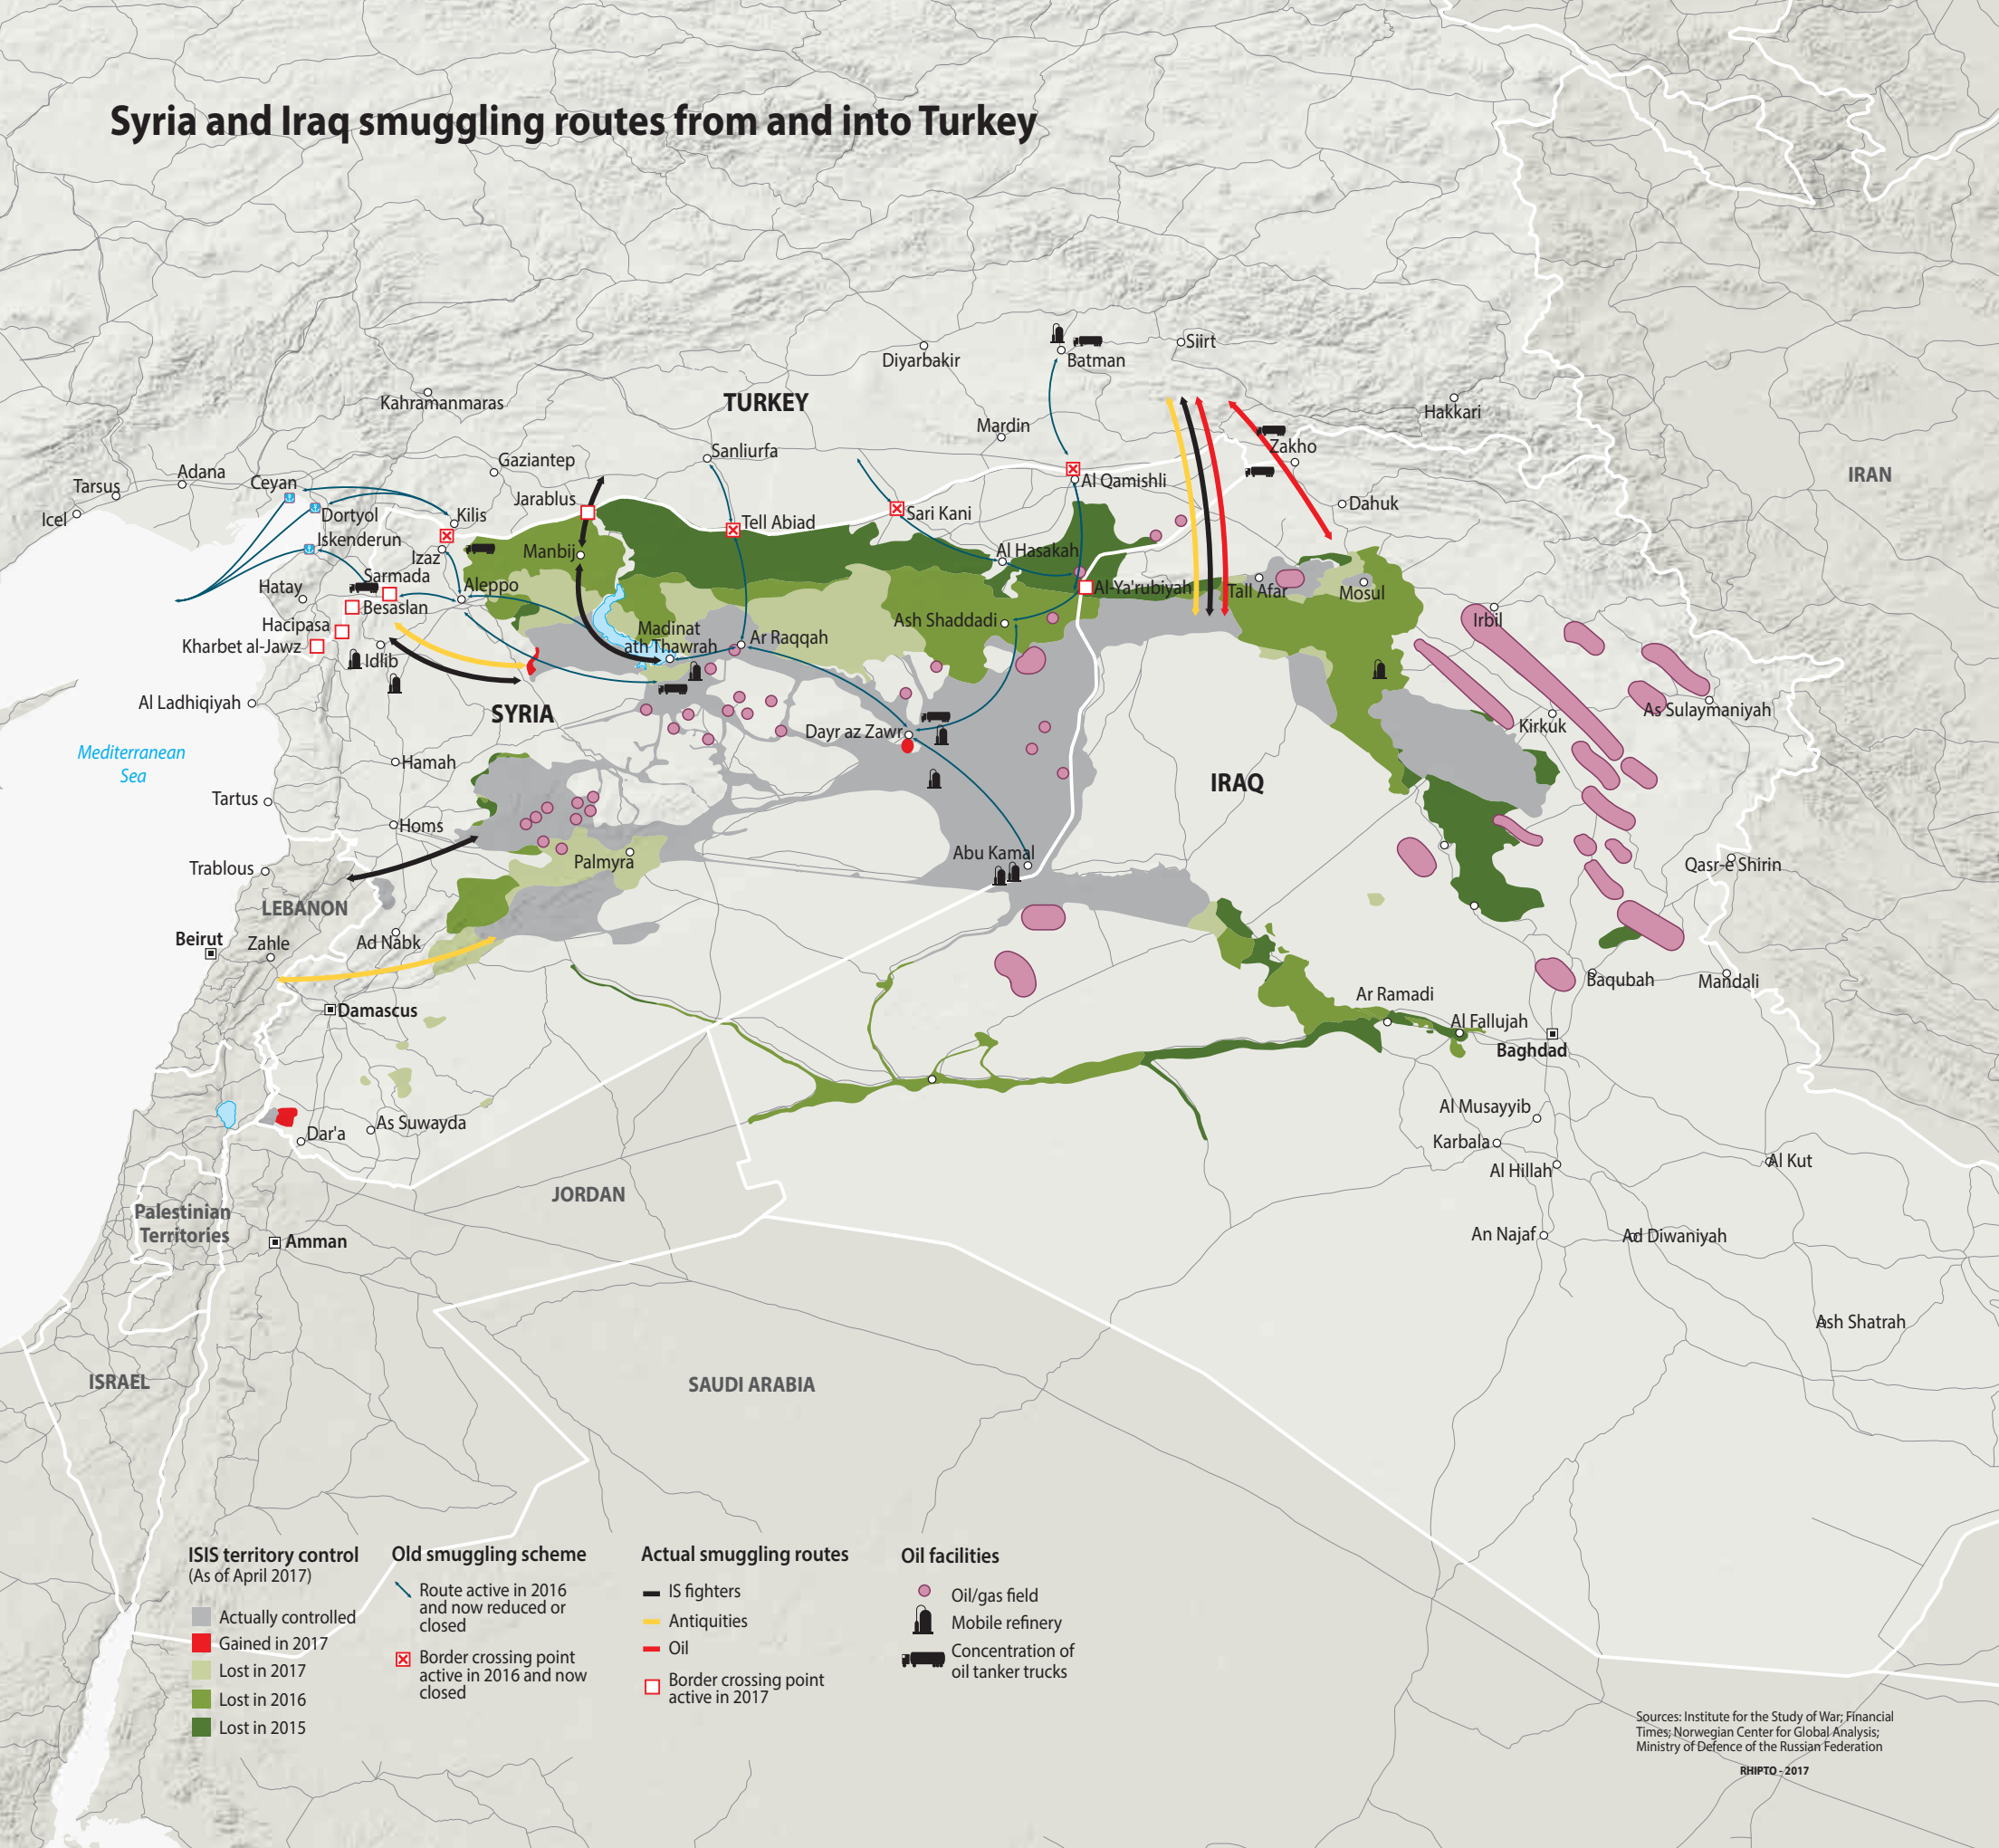 Syria and Iraq smuggling routes from and into Turkey
Siirt
Diyarbakir
Batman
Kahramanmaras
TURKEY
Hakkari
Mardin
Zakho
Sanliurfa
Gaziantep
Adana
IRAN
Ceyan
Tarsus
Al Qamishli
Jarablus
Dahuk
Icel
Dortyol
Kilis
Sari Kani
Tell Abiad
Iskenderun
Izaz
Manbij
Al Hasakah
Sarmada
Hatay
Aleppo
Al-Ya'rubiyah
Tall Afar
Mosul
Besaslan
Hacipasa
Ash Shaddadi
Irbil
Madinat
ath Thawrah
Ar Raqqah
Kharbet al-Jawz
Idlib
Al Ladhiqiyah
SYRIA
As Sulaymaniyah
Kirkuk
Dayr az Zawr
Mediterranean
Sea
Hamah
IRAQ
Tartus
Homs
Abu Kamal
Palmyra
Trablous
Qasr-e Shirin
LEBANON
Beirut
Zahle
Ad Nabk
Baqubah
Mandali
Ar Ramadi
Damascus
Al Fallujah
Baghdad
Al Musayyib
As Suwayda
Dar'a
Karbala
Al Hillah
Al Kut
JORDAN
Palestinian
Territories
An Najaf
Ad Diwaniyah
Amman
Ash Shatrah
ISRAEL
SAUDI ARABIA
ISIS territory control
(As of April 2017)
Actually controlled
Gained in 2017
Lost in 2017
Lost in 2016
Lost in 2015
Old smuggling scheme
Route active in 2016
and now reduced or
closed
Border crossing point
active in 2016 and now
closed
Actual smuggling routes
IS fighters
Antiquities
Oil
Border crossing point
active in 2017
Oil facilities
Oil/gas field
Mobile refinery
Concentration of
oil tanker trucks
Sources: Institute for the Study of War; Financial
Times; Norwegian Center for Global Analysis;
Ministry of Defence of the Russian Federation
RHIPTO - 2017